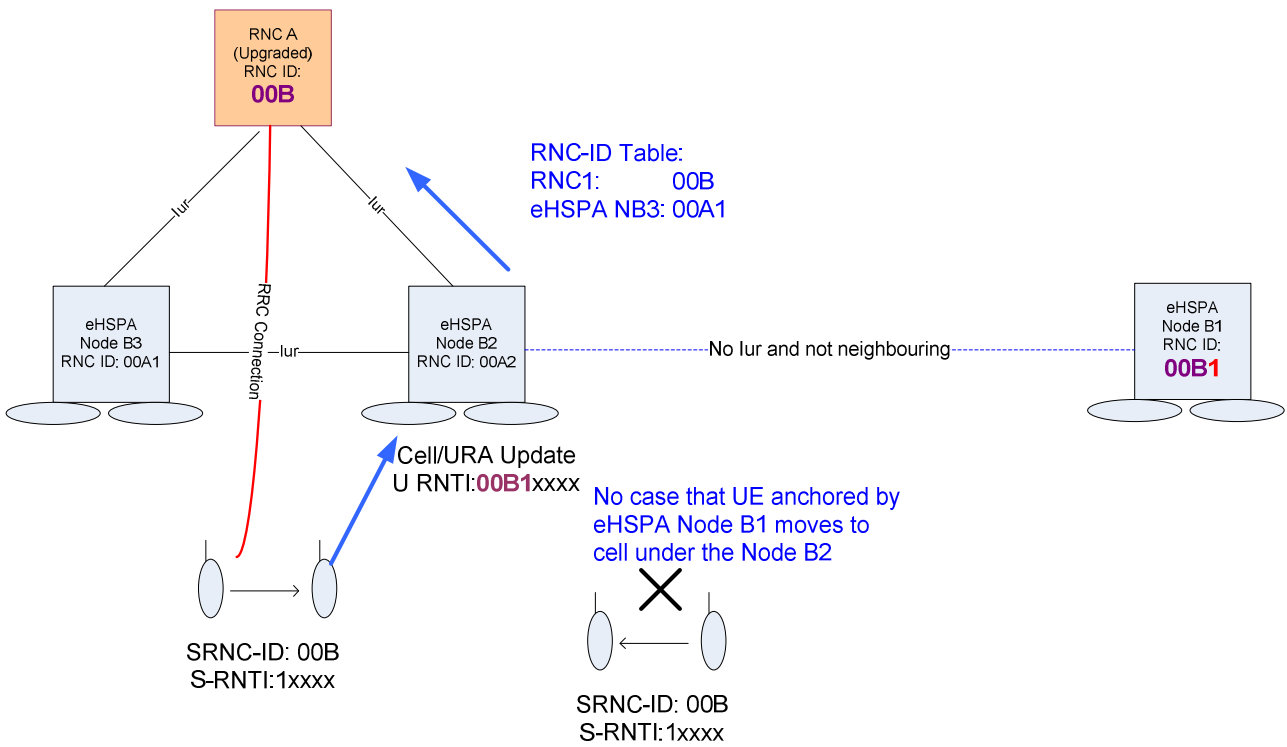 RNC A
(Upgraded)
RNC ID:
00B
RNC-ID Table:
RNC1: 00B
eHSPA NB3: 00A1
Iur
Iur
eHSPA
Node B3
RNC ID: 00A1
RRC Connection
Iur
eHSPA
Node B2
RNC ID: 00A2
No Iur and not neighbouring
eHSPA
Node B1
RNC ID:
00B1
Cell/URA Update
U RNTI:00B1xxxx
No case that UE anchored by
eHSPA Node B1 moves to
cell under the Node B2
SRNC-ID: 00B
S-RNTI:1xxxx
SRNC-ID: 00B
S-RNTI:1xxxx